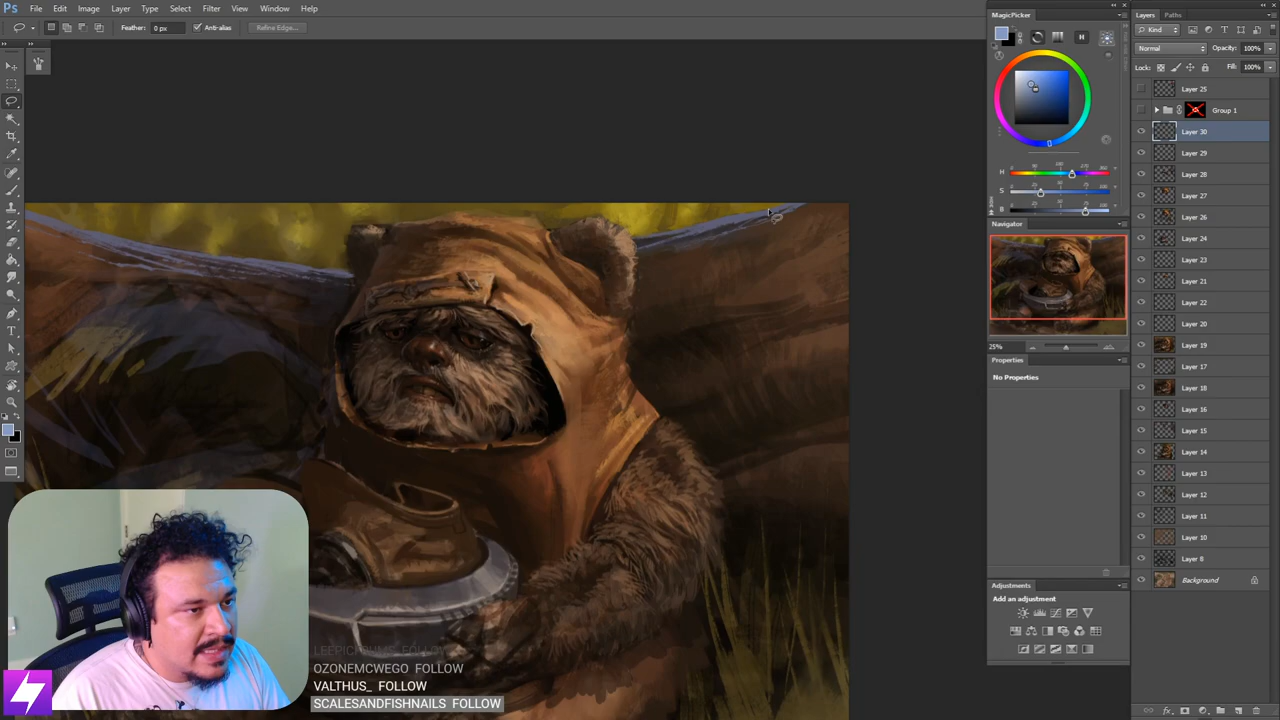 Ps File Edit Image Layer Type Select Filter View Window Help
Feather: 0 px Anti-alias Refine Edge...
MagicPicker
H
H
S
B
Navigator
25%
Properties
No Properties
Adjustments
Add an adjustment
Layers Paths
Kind
Normal Opacity: 100%
Lock: Fill: 100%
Layer 25
Group 1
Layer 30
Layer 29
Layer 28
Layer 27
Layer 26
Layer 24
Layer 23
Layer 21
Layer 22
Layer 20
Layer 19
Layer 17
Layer 18
Layer 16
Layer 15
Layer 14
Layer 13
Layer 12
Layer 11
Layer 10
Layer 8
Background
OZONEMCWEGO FOLLOW
VALTHUS_ FOLLOW
SCALESANDFISHNAILS FOLLOW